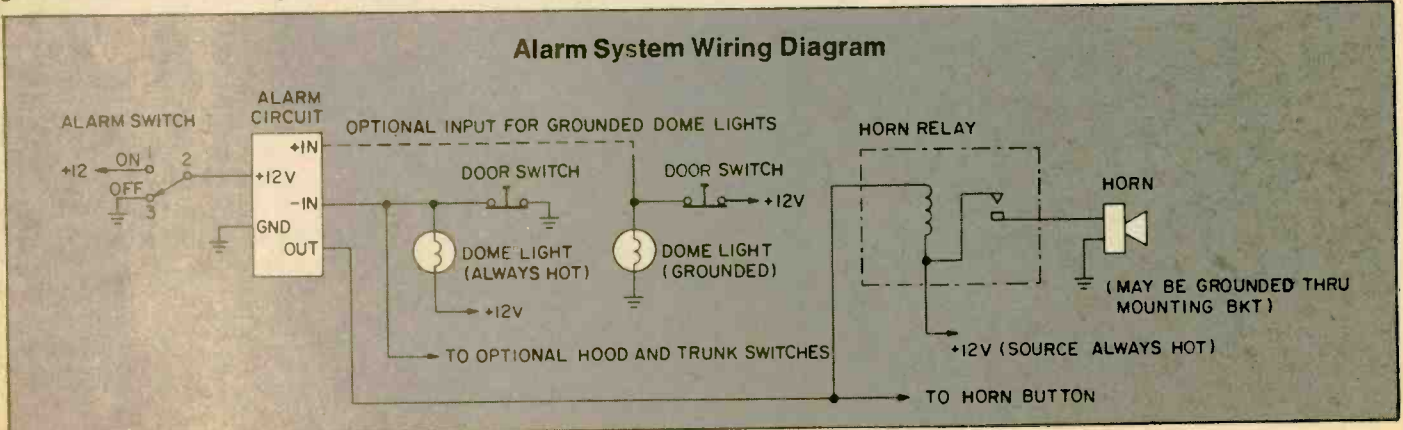 Alarm System Wiring Diagram
ALARM
CIRCUIT
ALARM SWITCH
OPTIONAL INPUT FOR GROUNDED DOME LIGHTS
HORN RELAY
+IN
1
ON
2
+12
+12V
DOOR SWITCH
DOOR SWITCH
HORN
OFF
3
-IN
+12V
GND
OUT
DOME LIGHT
(ALWAYS HOT)
DOME LIGHT
(GROUNDED)
(MAY BE GROUNDED THRU
MOUNTING BKT)
+12V
TO OPTIONAL HOOD AND TRUNK SWITCHES
+12V (SOURCE ALWAYS HOT)
TO HORN BUTTON